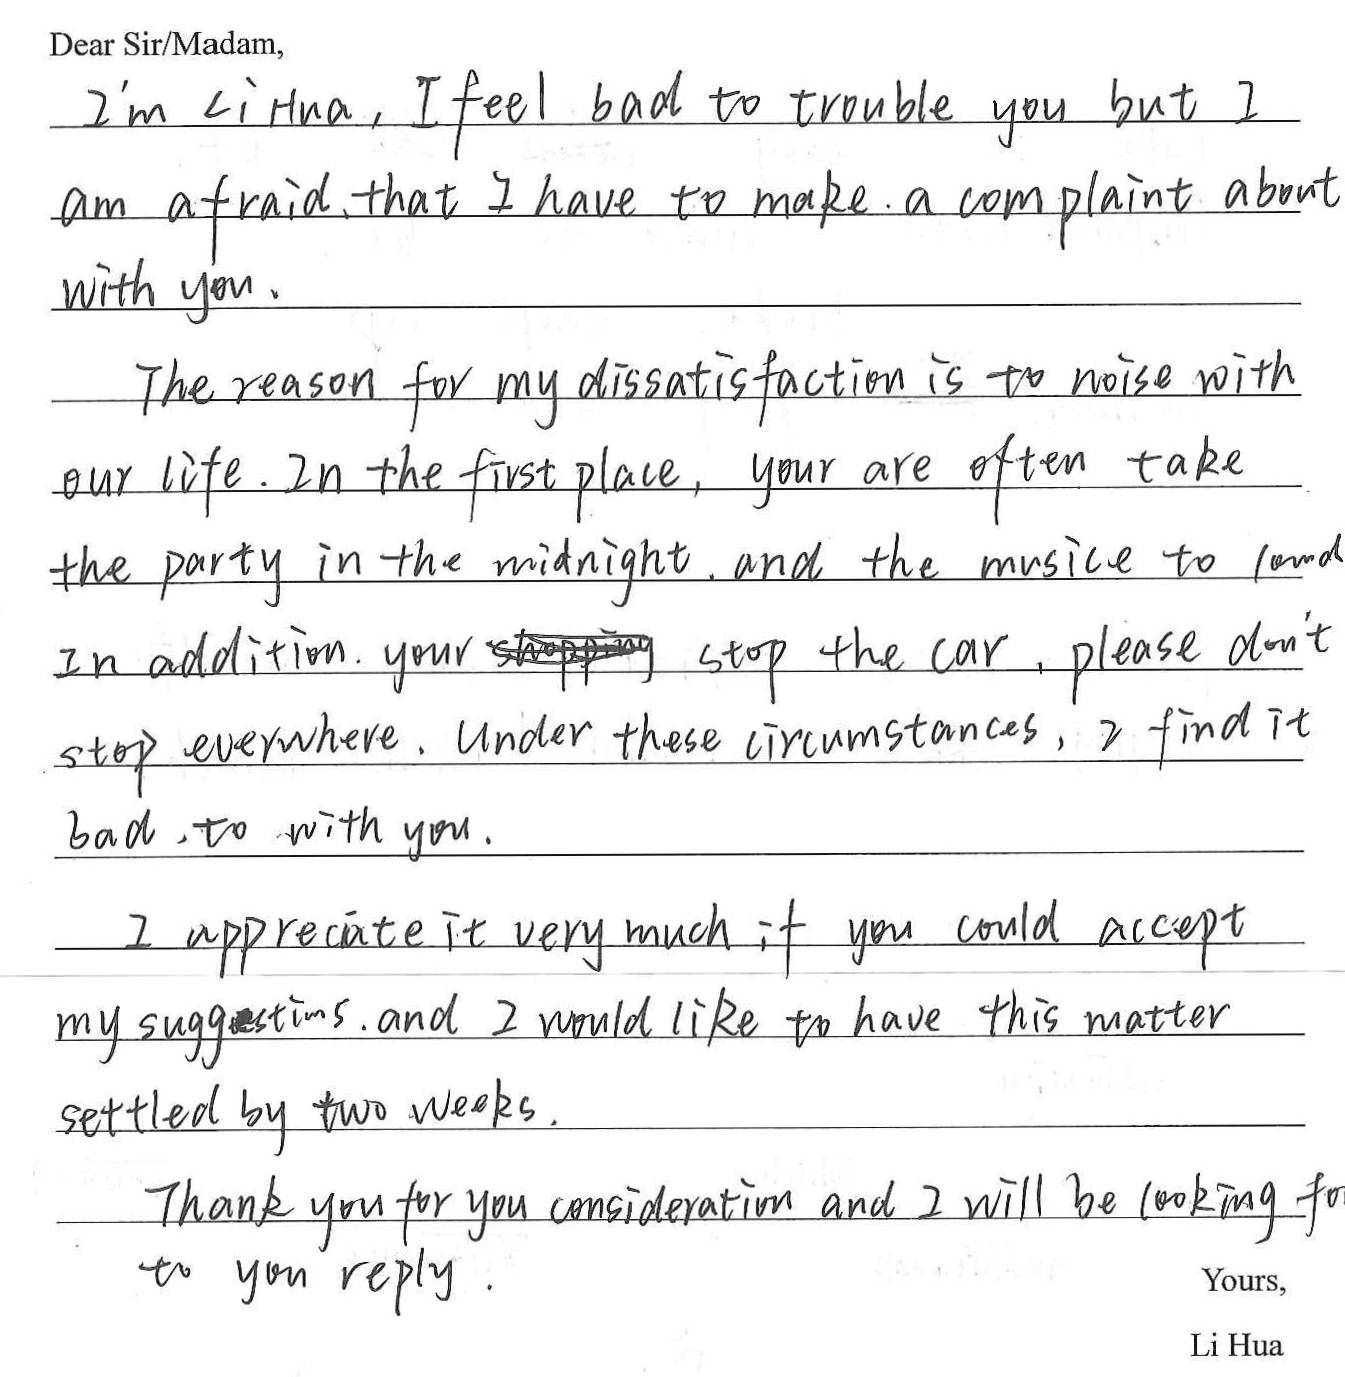 Dear Sir/Madam,
I'm Li Hua, I feel bad to trouble you but I
am afraid, that I have to make. a complaint about
with you.
The reason for my dissatisfaction is to noise with
our life. In the first place, your are often take
the party in the midnight. and the musice to loud
In addition. your stop the car, please don't
stop everwhere. Under these circumstances, I find it
bad, to with you.
I appreciate it very much if you could accept
my suggestions. and I would like to have this matter
settled by two weeks.
Thank you for you consideration and I will be looking fo
to you reply.
Yours,
Li Hua